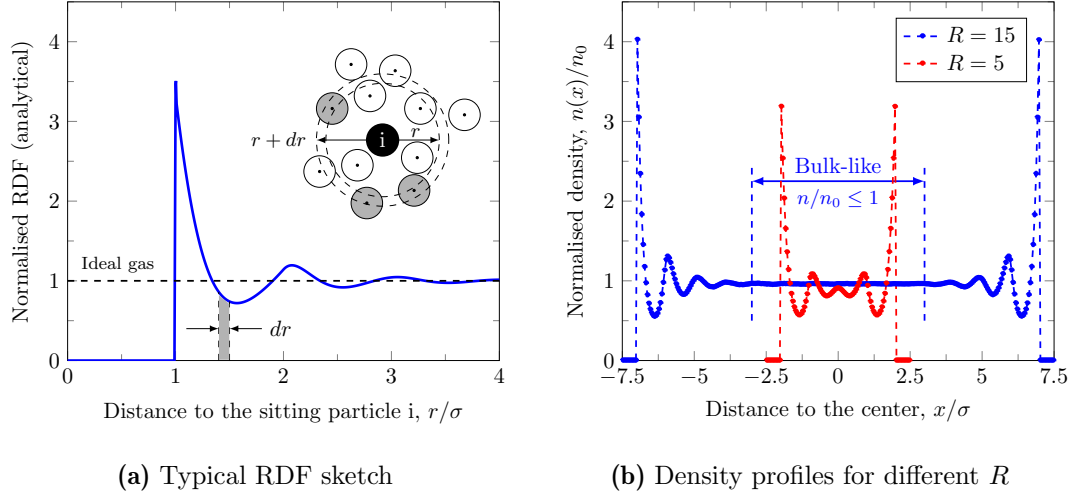 Normalised RDF (analytical)
4
3
2
1
0
0
1
2
3
4
Distance to the sitting particle i, r/σ
Ideal gas
dr
r + dr
i
r
(a) Typical RDF sketch
Normalised density, n(x)/n₀
4
3
2
1
0
−7.5
−2.5
0
2.5
7.5
Distance to the center, x/σ
R = 15
R = 5
Bulk-like
n/n₀ ≤ 1
(b) Density profiles for different R